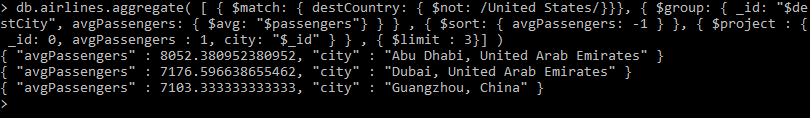 > db.airlines.aggregate( [ { $match: { destCountry: { $not: /United States/}}}, { $group: { _id: "$de
stCity", avgPassengers: { $avg: "$passengers"} } } , { $sort: { avgPassengers: -1 } }, { $project : {
_id: 0, avgPassengers : 1, city: "$_id" } } , { $limit : 3}] )
{ "avgPassengers" : 8052.380952380952, "city" : "Abu Dhabi, United Arab Emirates" }
{ "avgPassengers" : 7176.596638655462, "city" : "Dubai, United Arab Emirates" }
{ "avgPassengers" : 7103.333333333333, "city" : "Guangzhou, China" }
>